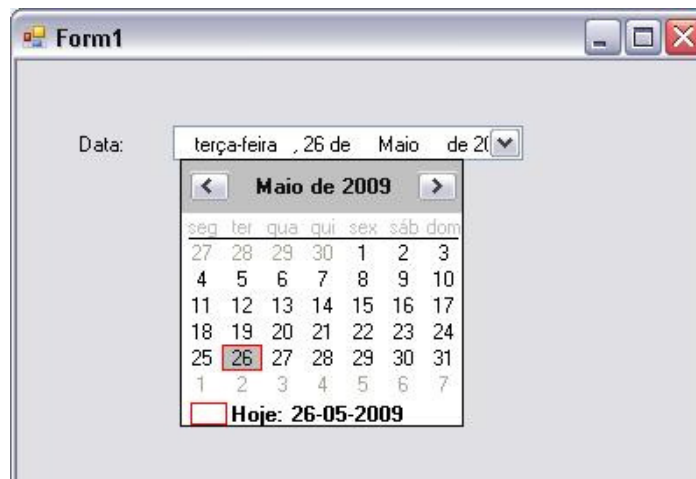 Form1
Data: terça-feira , 26 de Maio de 20
Maio de 2009
seg ter qua qui sex sáb dom
27 28 29 30 1 2 3
4 5 6 7 8 9 10
11 12 13 14 15 16 17
18 19 20 21 22 23 24
25 26 27 28 29 30 31
1 2 3 4 5 6 7
Hoje: 26-05-2009